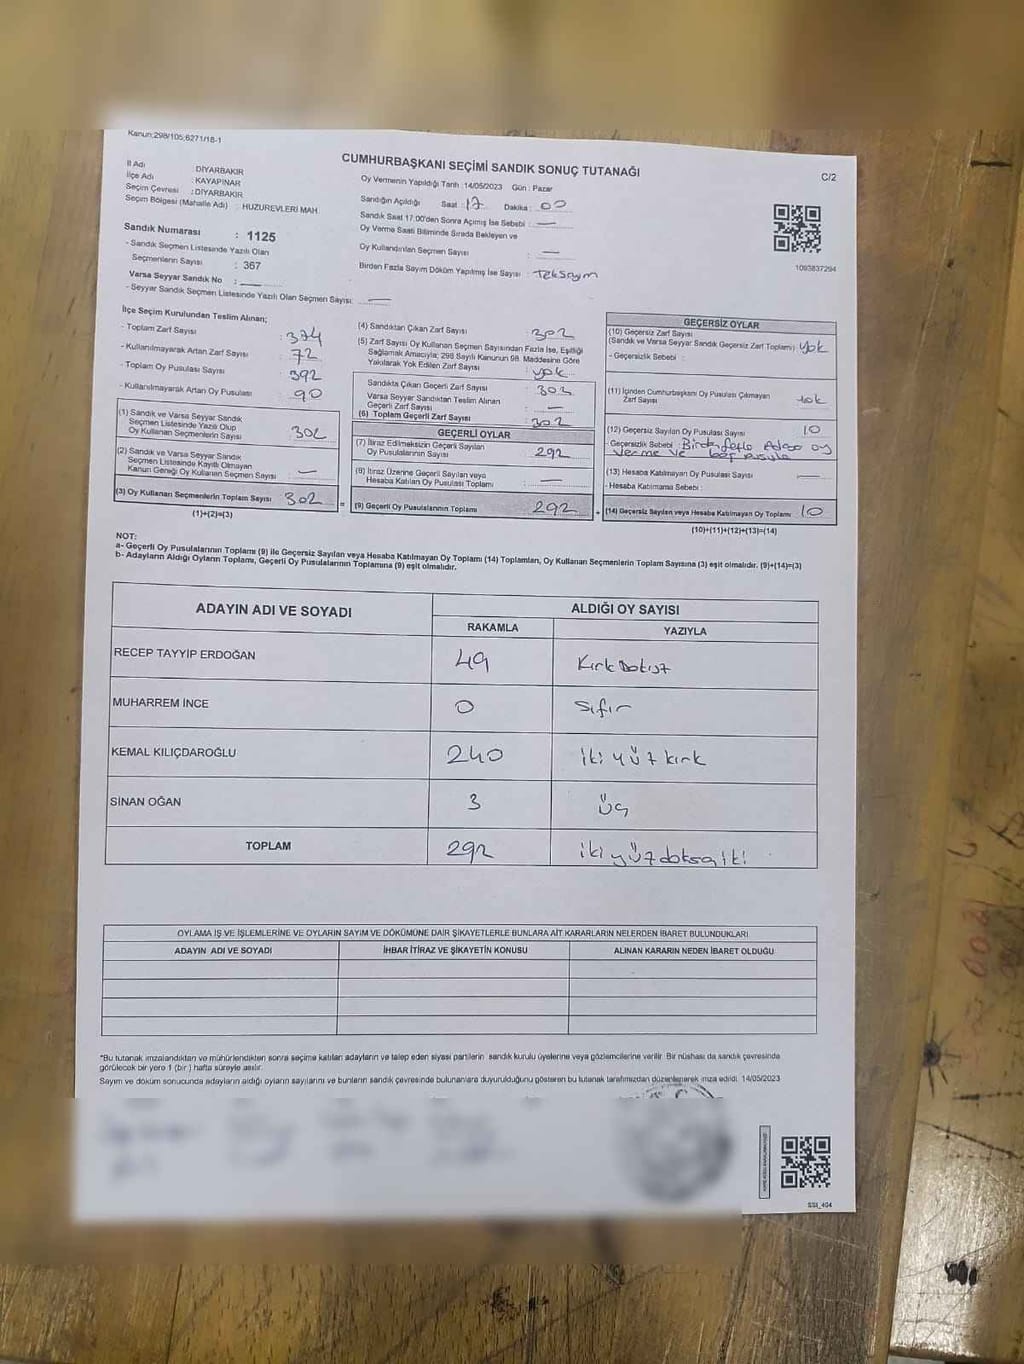 Kanun:298/105;6271/18-1
CUMHURBAŞKANI SEÇİMİ SANDIK SONUÇ TUTANAĞI
C/2
İl Adı : DİYARBAKIR
İlçe Adı : KAYAPINAR
Seçim Çevresi : DİYARBAKIR
Seçim Bölgesi (Mahalle Adı) : HUZUREVLERİ MAH.
Sandık Numarası : 1125
- Sandık Seçmen Listesinde Yazılı Olan
Seçmenlerin Sayısı : 367
Varsa Seyyar Sandık No :
- Seyyar Sandık Seçmen Listesinde Yazılı Olan Seçmen Sayısı: —
Oy Vermenin Yapıldığı Tarih :14/05/2023 Gün : Pazar
Sandığın Açıldığı Saat : 17 Dakika : 00
Sandık Saat 17:00'den Sonra Açılmış İse Sebebi : —
Oy Verme Saati Bitiminde Sırada Bekleyen ve
Oy Kullandırılan Seçmen Sayısı : —
Birden Fazla Sayım Döküm Yapılmış İse Sayısı : Tek Sayım
1093837294
İlçe Seçim Kurulundan Teslim Alınan;
- Toplam Zarf Sayısı : 374
- Kullanılmayarak Artan Zarf Sayısı : 72
- Toplam Oy Pusulası Sayısı : 392
- Kullanılmayarak Artan Oy Pusulası : 90
(1) Sandık ve Varsa Seyyar Sandık
Seçmen Listesinde Yazılı Olup
Oy Kullanan Seçmenlerin Sayısı : 302
(2) Sandık ve Varsa Seyyar Sandık
Seçmen Listesinde Kayıtlı Olmayan
Kanun Gereği Oy Kullanan Seçmen Sayısı : —
(3) Oy Kullanan Seçmenlerin Toplam Sayısı : 302
(1)+(2)=(3)
(4) Sandıktan Çıkan Zarf Sayısı : 302
(5) Zarf Sayısı Oy Kullanan Seçmen Sayısından Fazla İse, Eşitliği
Sağlamak Amacıyla; 298 Sayılı Kanunun 98. Maddesine Göre
Yakılarak Yok Edilen Zarf Sayısı : yok
Sandıkta Çıkan Geçerli Zarf Sayısı : 302
Varsa Seyyar Sandıktan Teslim Alınan
Geçerli Zarf Sayısı : —
(6) Toplam Geçerli Zarf Sayısı : 302
GEÇERLİ OYLAR
(7) İtiraz Edilmeksizin Geçerli Sayılan
Oy Pusulasının Sayısı : 292
(8) İtiraz Üzerine Geçerli Sayılan veya
Hesaba Katılan Oy Pusulası Toplamı : —
(9) Geçerli Oy Pusulalarının Toplamı : 292
GEÇERSİZ OYLAR
(10) Geçersiz Zarf Sayısı
(Sandık ve Varsa Seyyar Sandık Geçersiz Zarf Toplamı) : yok
- Geçersizlik Sebebi :
(11) İçinden Cumhurbaşkanı Oy Pusulası Çıkmayan
Zarf Sayısı : yok
(12) Geçersiz Sayılan Oy Pusulası Sayısı : 10
- Geçersizlik Sebebi : Birden fazla Adaya oy
verme ve boş pusula
(13) Hesaba Katılmayan Oy Pusulası Sayısı : —
- Hesaba Katılmama Sebebi :
(14) Geçersiz Sayılan veya Hesaba Katılmayan Oy Toplamı : 10
(10)+(11)+(12)+(13)=(14)
NOT:
a- Geçerli Oy Pusulalarının Toplamı (9) ile Geçersiz Sayılan veya Hesaba Katılmayan Oy Toplamı (14) Toplamları, Oy Kullanan Seçmenlerin Toplam Sayısına (3) eşit olmalıdır. (9)+(14)=(3)
b- Adayların Aldığı Oyların Toplamı, Geçerli Oy Pusulalarının Toplamına (9) eşit olmalıdır.
ADAYIN ADI VE SOYADI ALDIĞI OY SAYISI
RAKAMLA YAZIYLA
RECEP TAYYİP ERDOĞAN 49 Kırk Dokuz
MUHARREM İNCE 0 Sıfır
KEMAL KILIÇDAROĞLU 240 iki yüz kırk
SİNAN OĞAN 3 üç
TOPLAM 292 iki yüz doksa iki
OYLAMA İŞ VE İŞLEMLERİNE VE OYLARIN SAYIM VE DÖKÜMÜNE DAİR ŞİKAYETLERLE BUNLARA AİT KARARLARIN NELERDEN İBARET BULUNDUKLARI
ADAYIN ADI VE SOYADI İHBAR İTİRAZ VE ŞİKAYETİN KONUSU ALINAN KARARIN NEDEN İBARET OLDUĞU
*Bu tutanak imzalandıktan ve mühürlendikten sonra seçime katılan adayların ve talep eden siyasi partilerin sandık kurulu üyelerine veya gözlemcilerine verilir. Bir nüshası da sandık çevresinde
görülecek bir yere 1 (bir) hafta süreyle asılır.
Sayım ve döküm sonucunda adayların aldığı oyların sayılarını ve bunların sandık çevresinde bulunanlara duyurulduğunu gösteren bu tutanak tarafımızdan düzenlenerek imza edildi. 14/05/2023
SSI_404